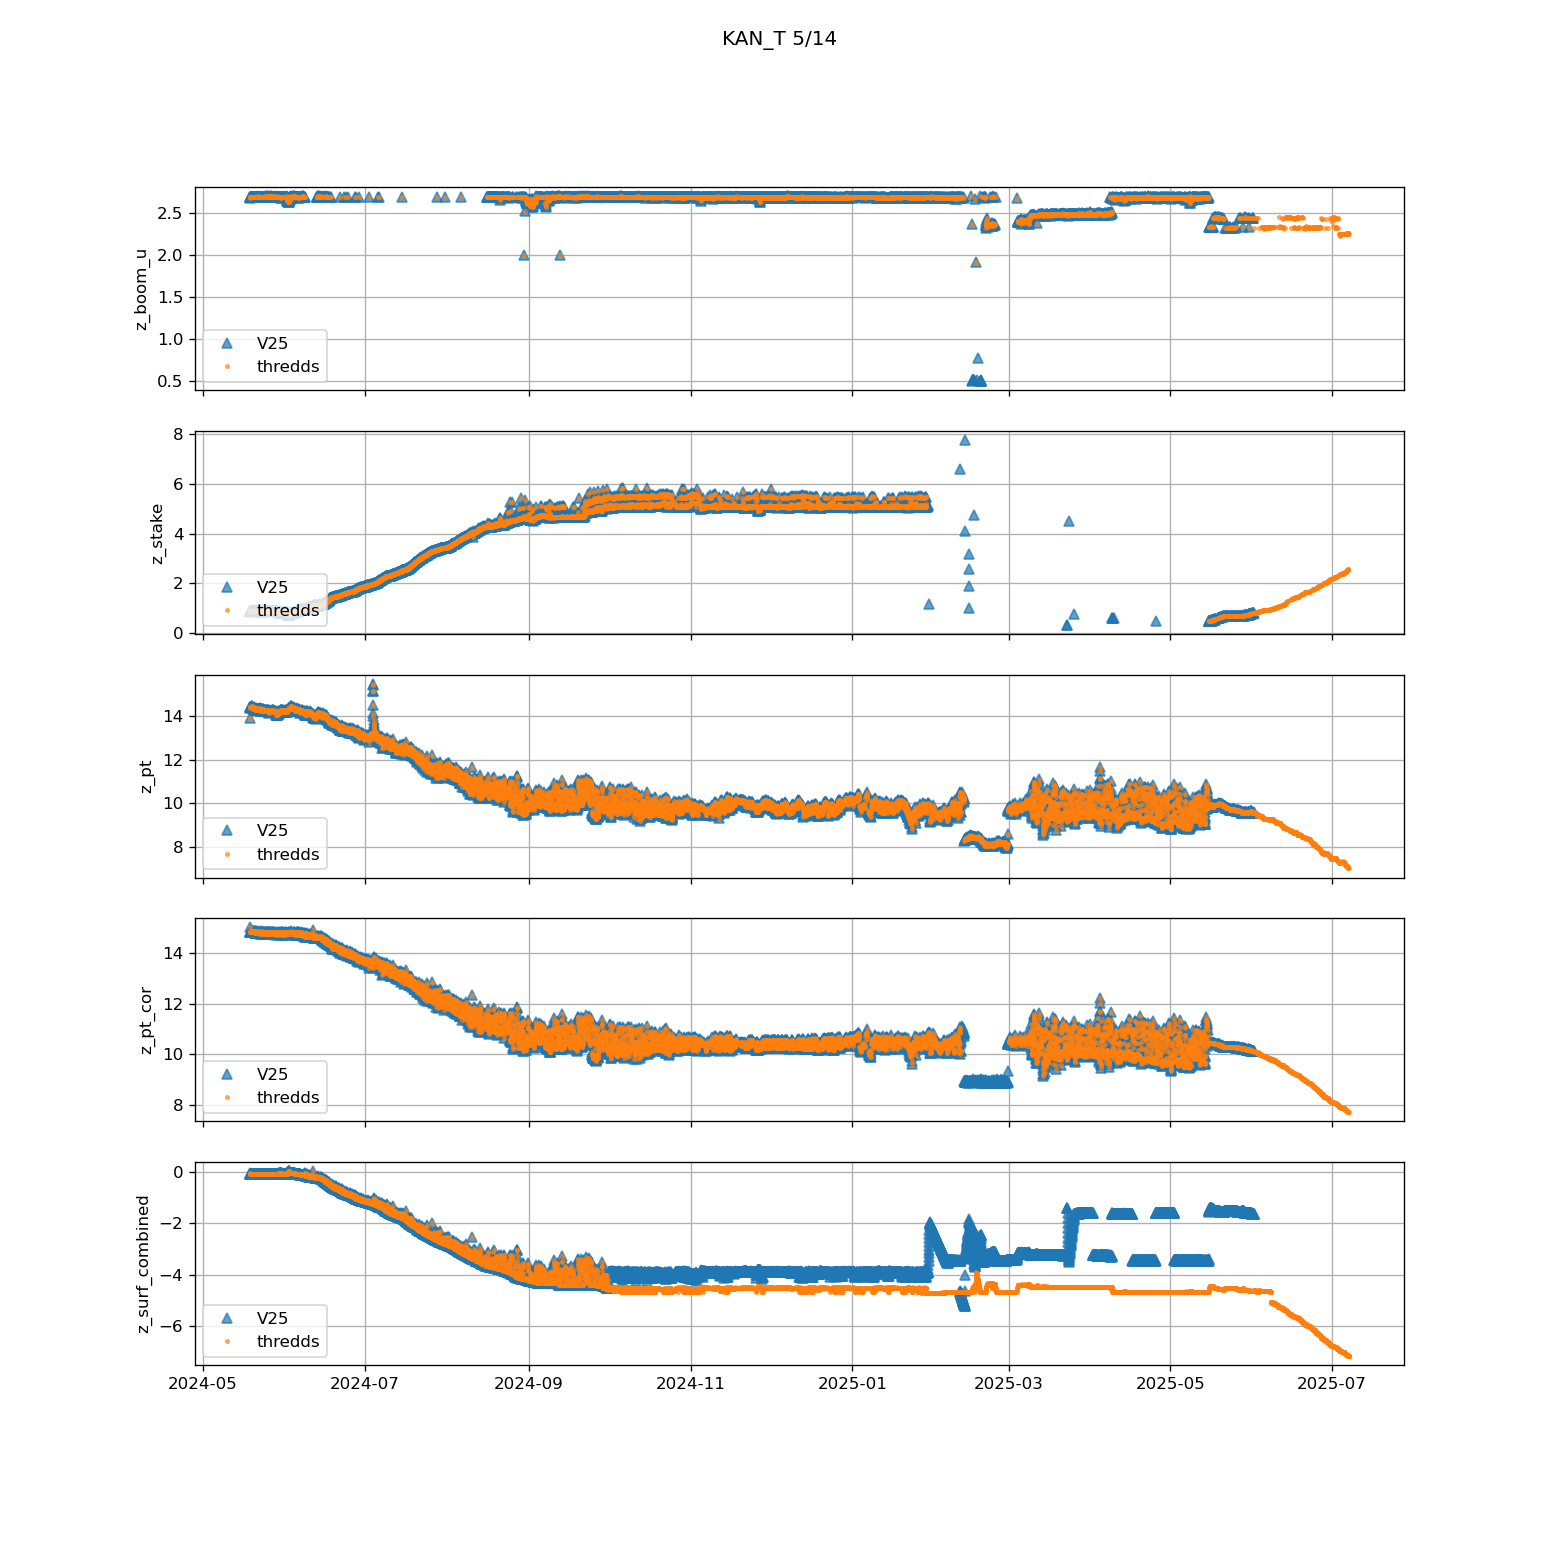 KAN_T 5/14
2.5
2.0
1.5
1.0
0.5
z_boom_u
V25
thredds
8
6
4
2
0
z_stake
V25
thredds
14
12
10
8
z_pt
V25
thredds
14
12
10
8
z_pt_cor
V25
thredds
0
−2
−4
−6
z_surf_combined
V25
thredds
2024-05 2024-07 2024-09 2024-11 2025-01 2025-03 2025-05 2025-07